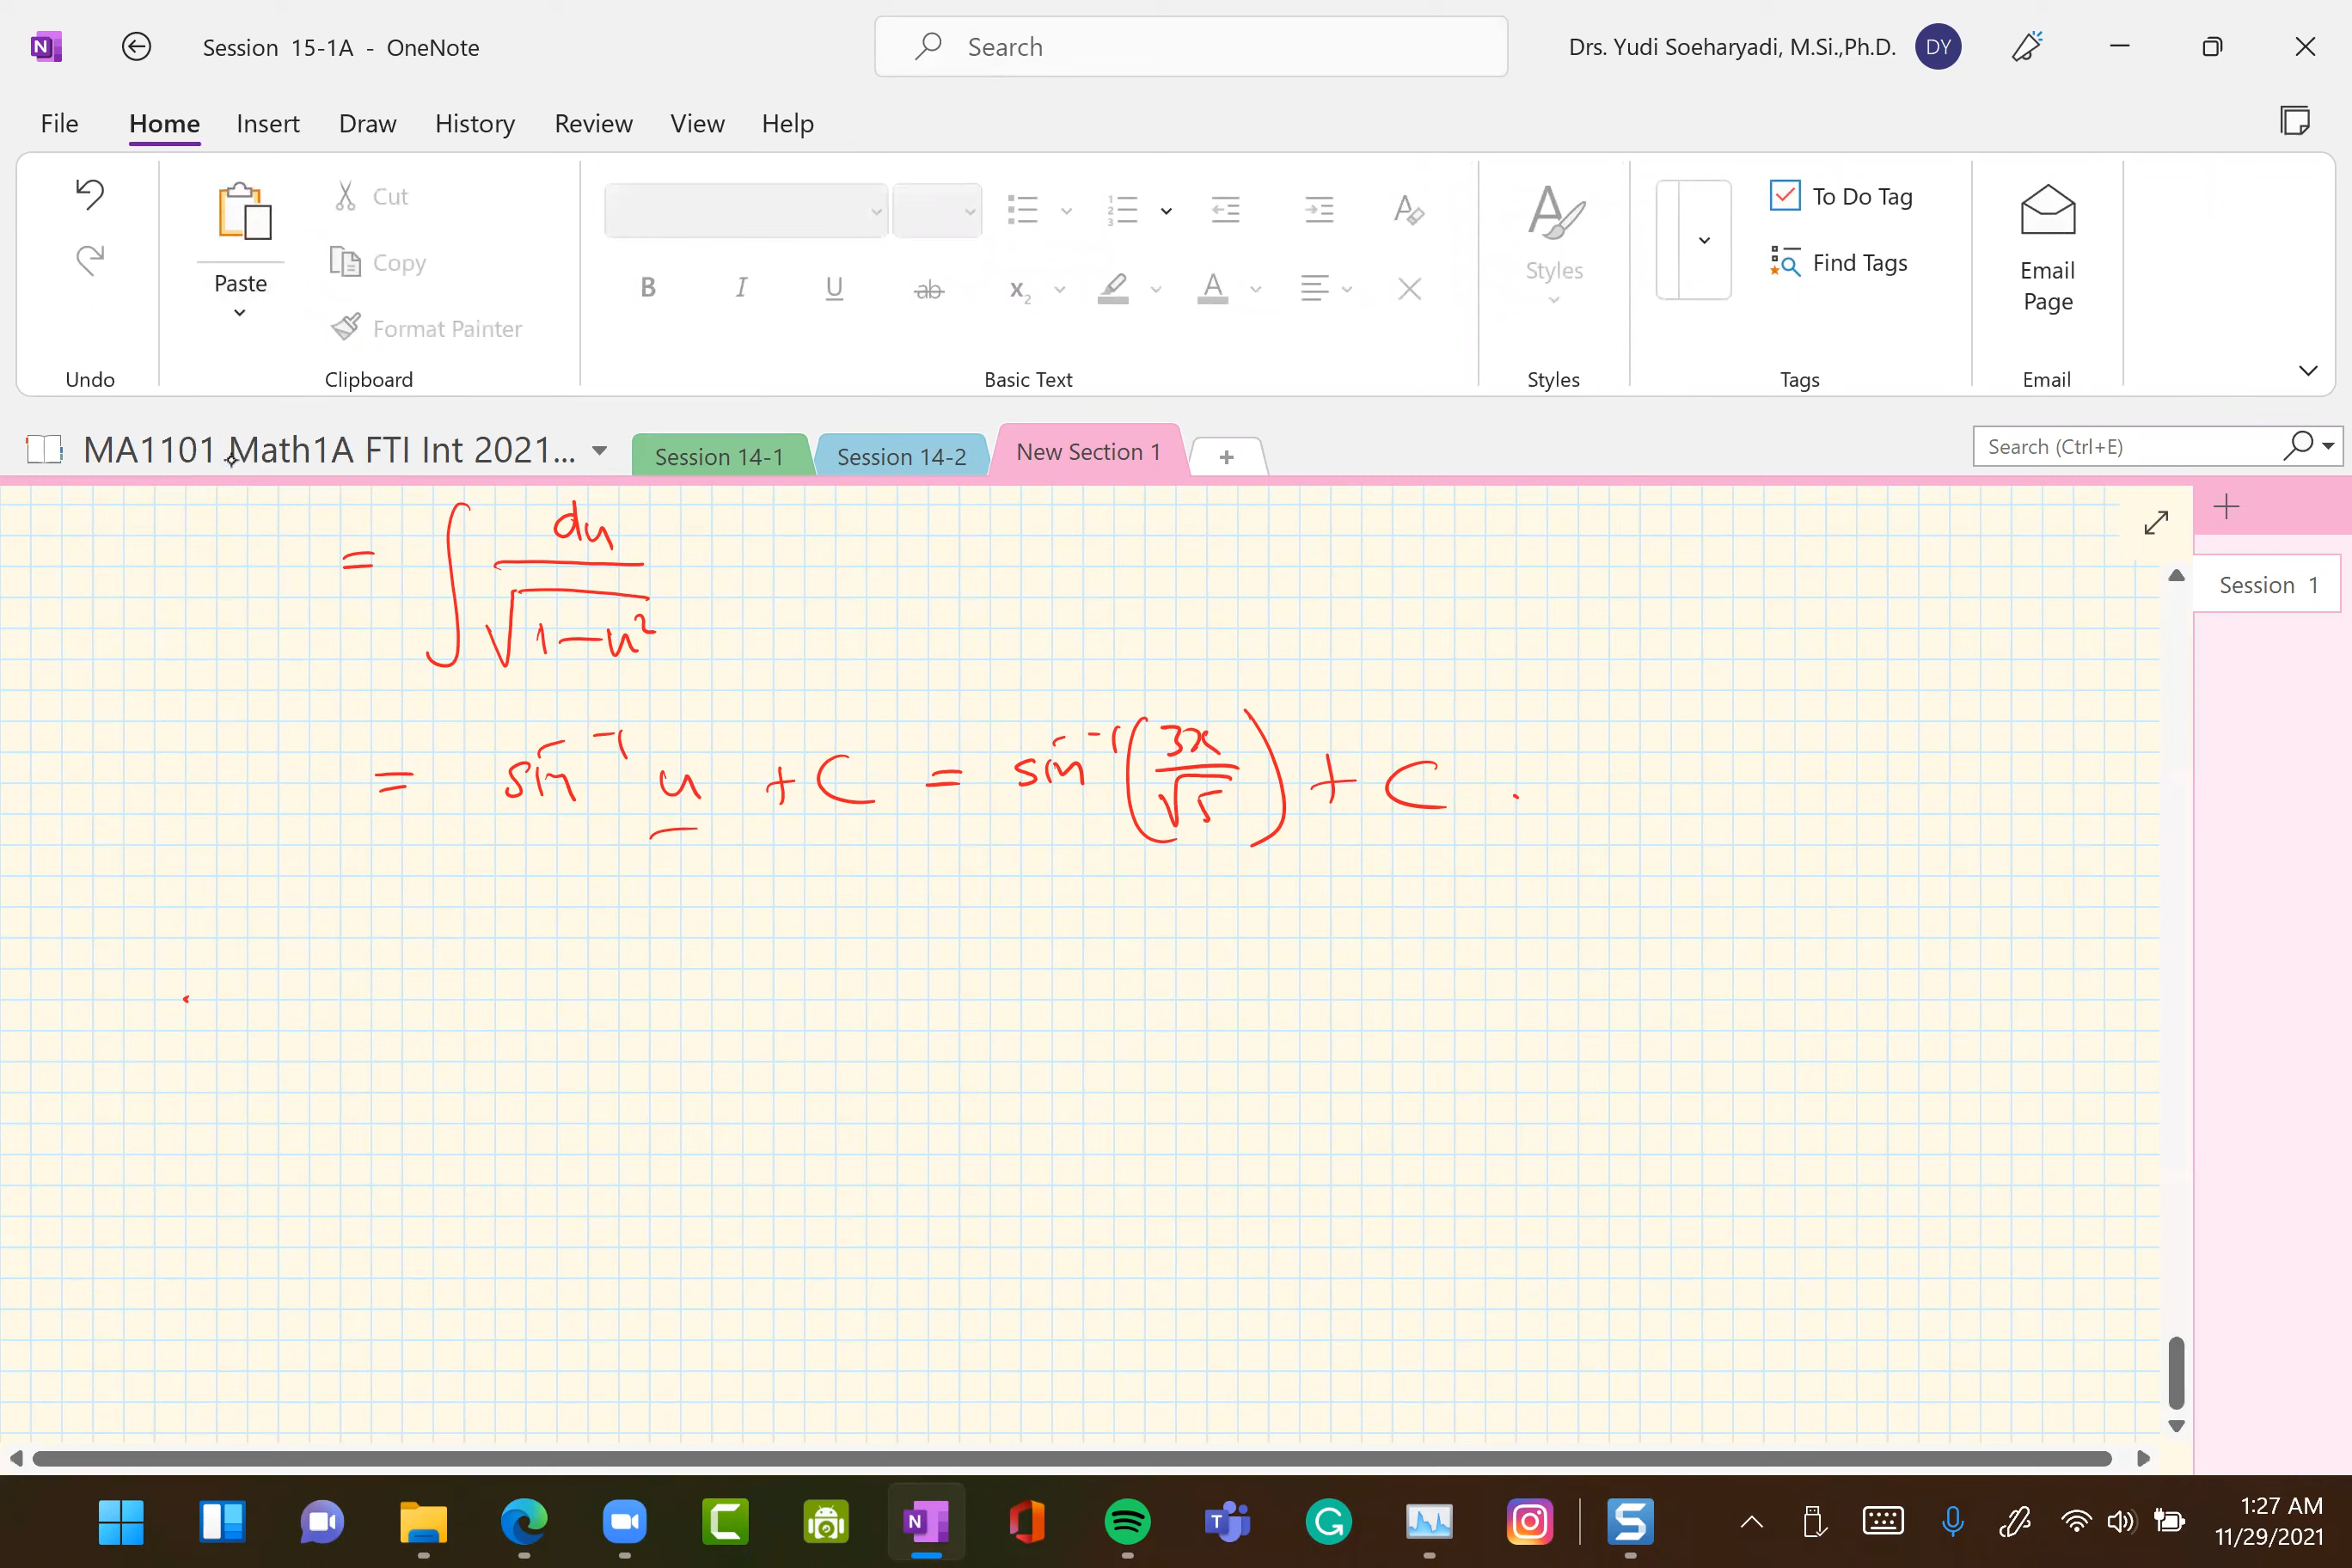 Session 15-1A - OneNote
Search
Drs. Yudi Soeharyadi, M.Si.,Ph.D.
DY
File Home Insert Draw History Review View Help
Undo
Paste
Cut
Copy
Format Painter
Clipboard
B I U ab x₂ A
Basic Text
Styles
Styles
To Do Tag
Find Tags
Tags
Email Page
Email
MA1101 Math1A FTI Int 2021...
Session 14-1
Session 14-2
New Section 1
+
Search (Ctrl+E)
Session 1
= ∫ du / √(1-u²)
= sin⁻¹ u + C = sin⁻¹(3x/√5) + C .
1:27 AM
11/29/2021